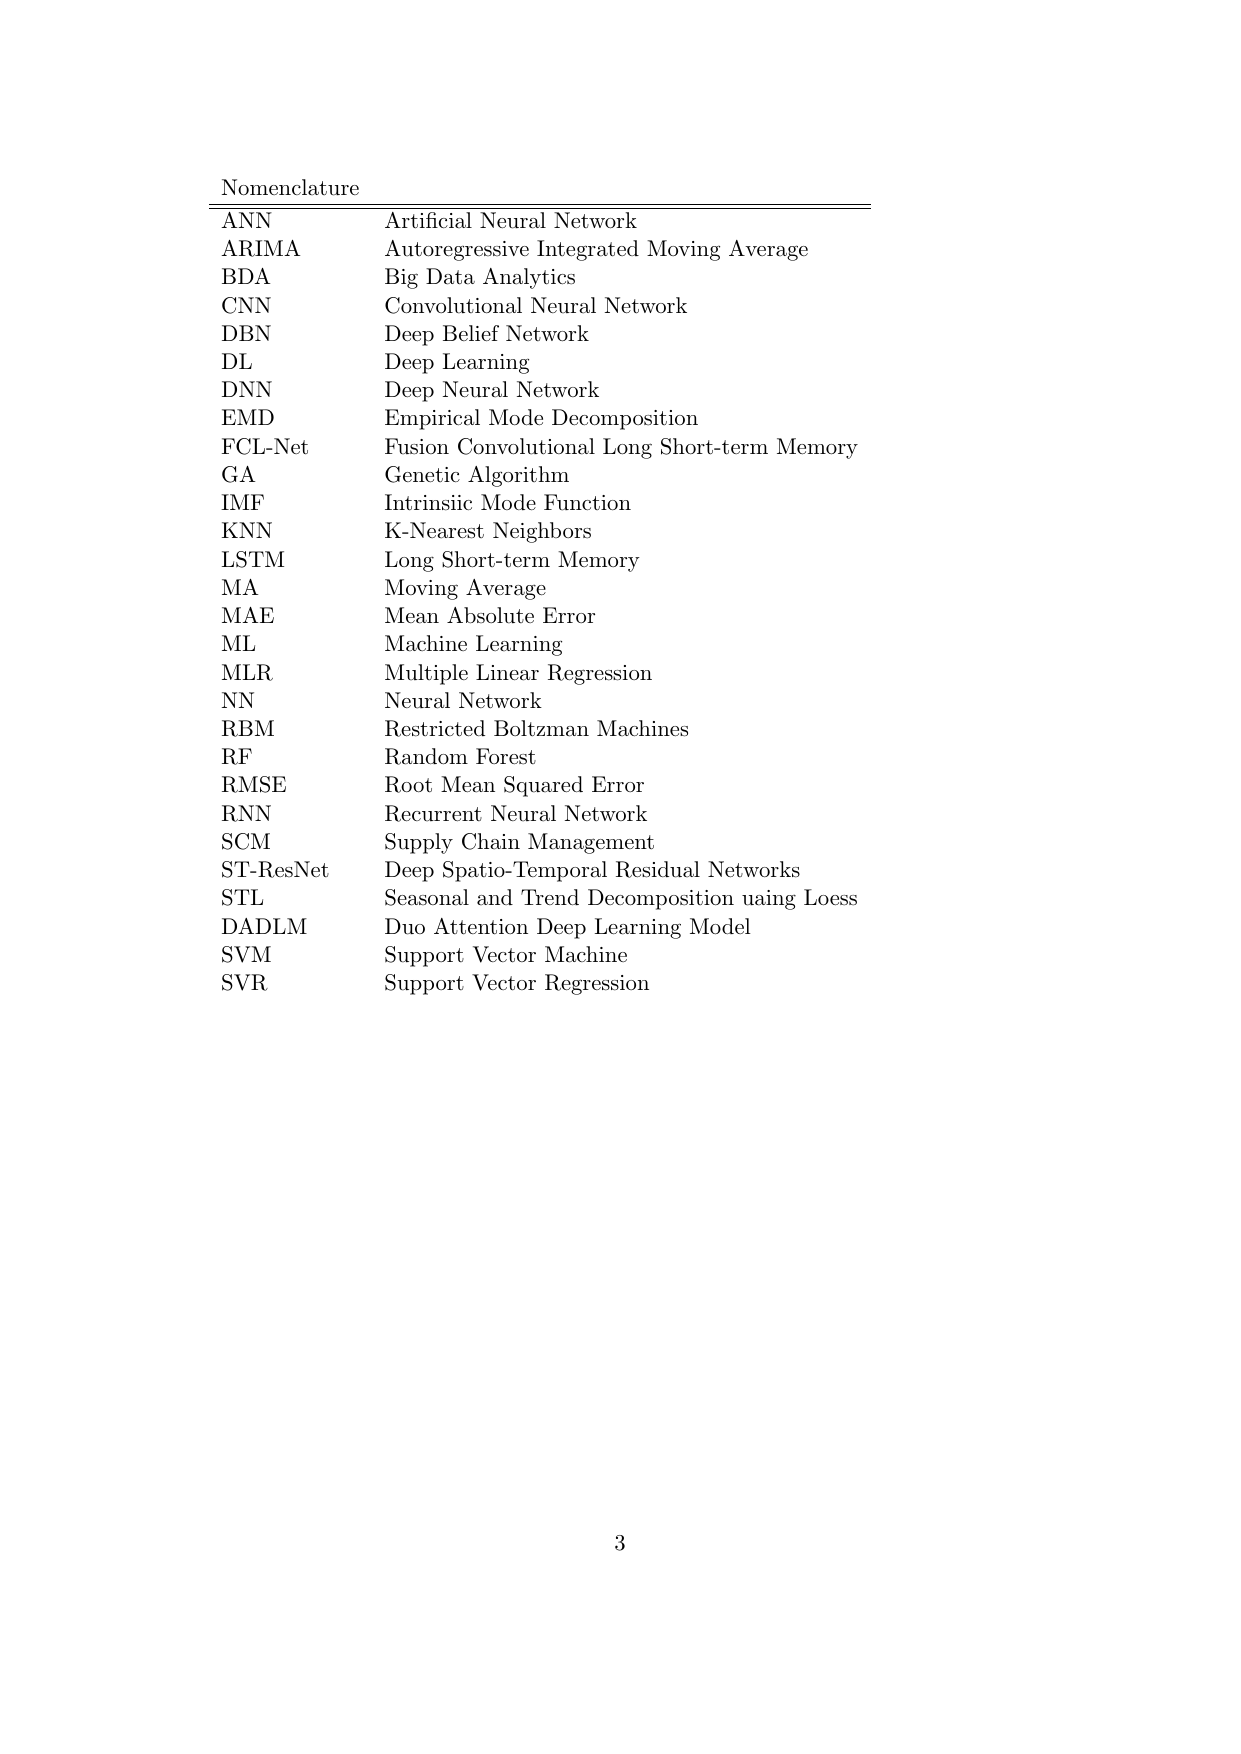 Nomenclature
ANN Artificial Neural Network
ARIMA Autoregressive Integrated Moving Average
BDA Big Data Analytics
CNN Convolutional Neural Network
DBN Deep Belief Network
DL Deep Learning
DNN Deep Neural Network
EMD Empirical Mode Decomposition
FCL-Net Fusion Convolutional Long Short-term Memory
GA Genetic Algorithm
IMF Intrinsiic Mode Function
KNN K-Nearest Neighbors
LSTM Long Short-term Memory
MA Moving Average
MAE Mean Absolute Error
ML Machine Learning
MLR Multiple Linear Regression
NN Neural Network
RBM Restricted Boltzman Machines
RF Random Forest
RMSE Root Mean Squared Error
RNN Recurrent Neural Network
SCM Supply Chain Management
ST-ResNet Deep Spatio-Temporal Residual Networks
STL Seasonal and Trend Decomposition uaing Loess
DADLM Duo Attention Deep Learning Model
SVM Support Vector Machine
SVR Support Vector Regression
3